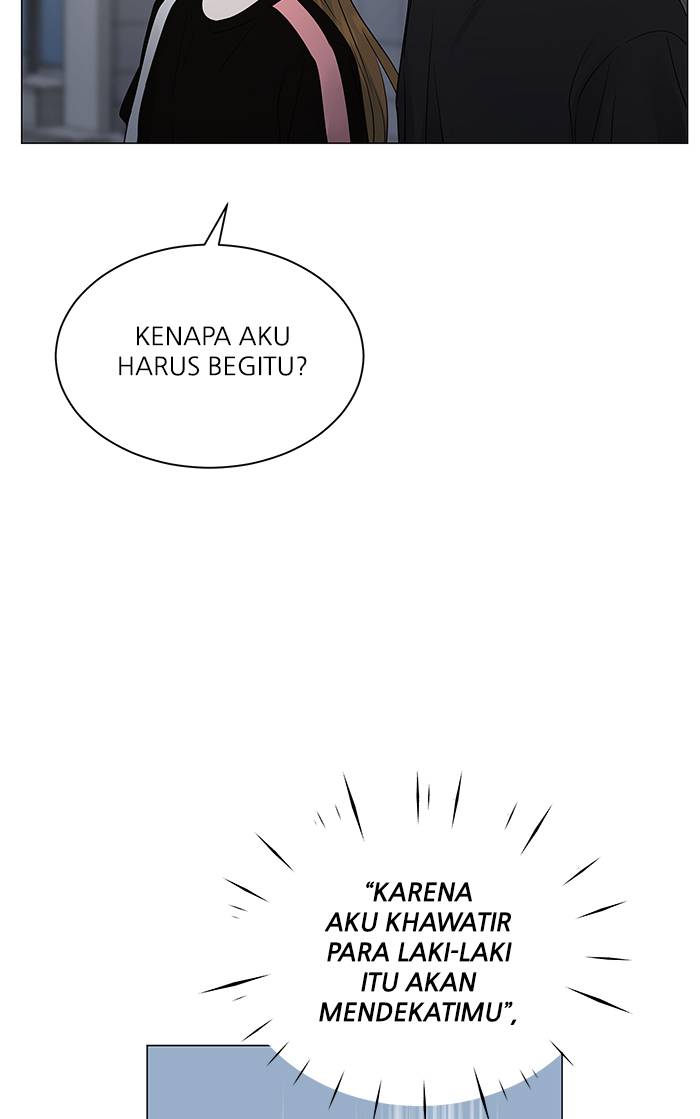 KENAPA AKU
HARUS BEGITU?
“KARENA
AKU KHAWATIR
PARA LAKI-LAKI
ITU AKAN
MENDEKATIMU”,